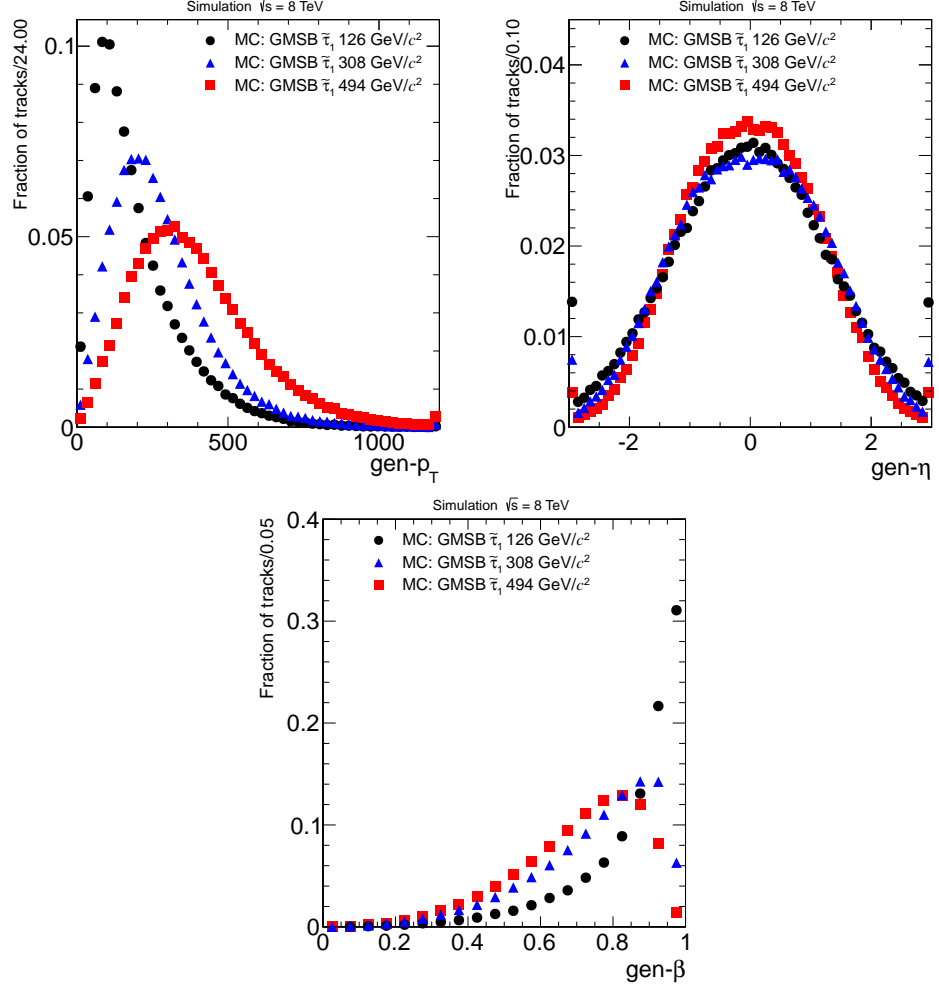 Simulation √s = 8 TeV
Fraction of tracks/24.00
MC: GMSB τ̃₁ 126 GeV/c²
MC: GMSB τ̃₁ 308 GeV/c²
MC: GMSB τ̃₁ 494 GeV/c²
0.1
0.05
0
0 500 1000
gen-p_T
Simulation √s = 8 TeV
Fraction of tracks/0.10
MC: GMSB τ̃₁ 126 GeV/c²
MC: GMSB τ̃₁ 308 GeV/c²
MC: GMSB τ̃₁ 494 GeV/c²
0.04
0.03
0.02
0.01
0
-2 0 2
gen-η
Simulation √s = 8 TeV
Fraction of tracks/0.05
MC: GMSB τ̃₁ 126 GeV/c²
MC: GMSB τ̃₁ 308 GeV/c²
MC: GMSB τ̃₁ 494 GeV/c²
0.4
0.3
0.2
0.1
0
0 0.2 0.4 0.6 0.8 1
gen-β